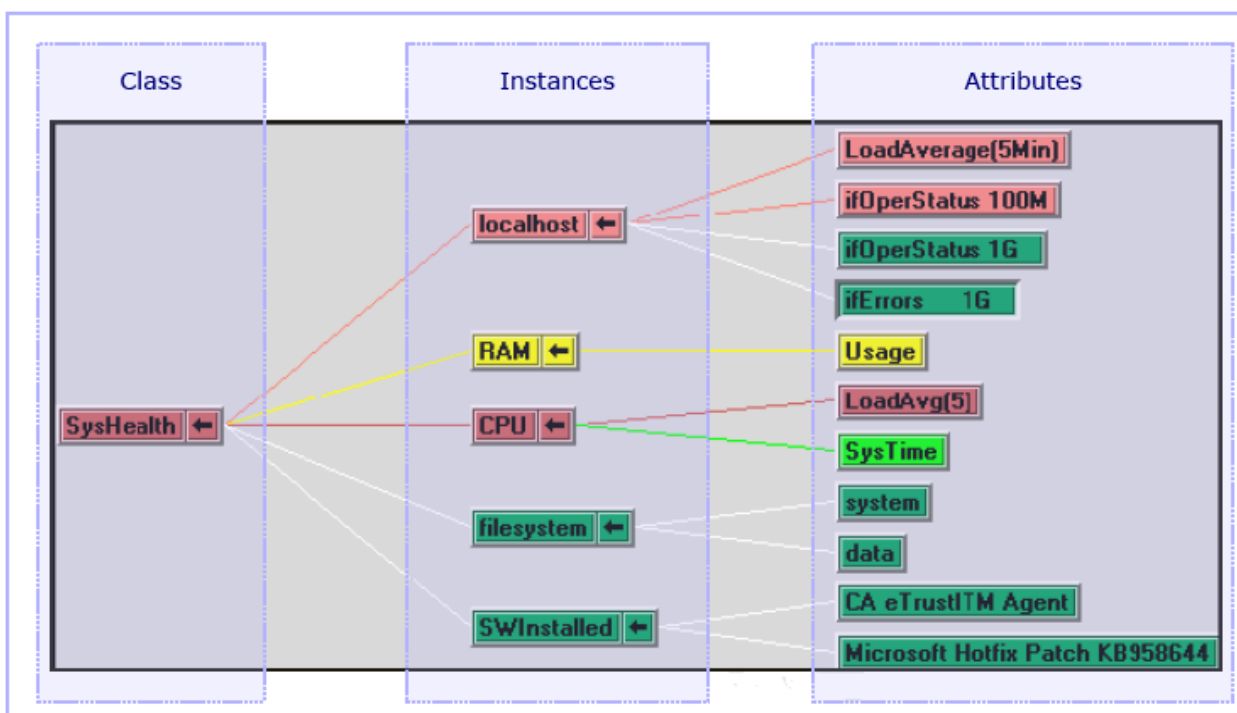 Class
Instances
Attributes
LoadAverage(5Min)
ifOperStatus 100M
localhost
ifOperStatus 1G
ifErrors 1G
RAM
Usage
LoadAvg(5)
SysHealth
CPU
SysTime
system
filesystem
data
CA eTrustITM Agent
SWInstalled
Microsoft Hotfix Patch KB958644